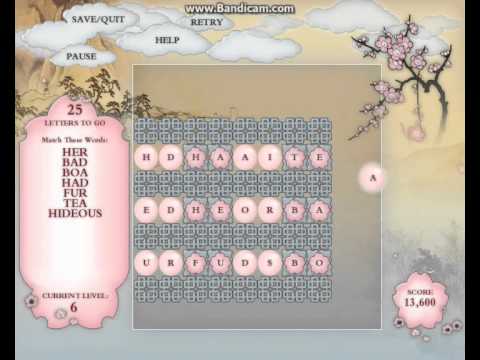 www.Bandicam.com
SAVE/QUIT
RETRY
HELP
PAUSE
25
LETTERS TO GO
Match These Words:
HER
BAD
BOA
HAD
FUR
TEA
HIDEOUS
H D H A A I T E
A
E D H E O R B A
U R F U D S B O
CURRENT LEVEL:
6
SCORE
13,600